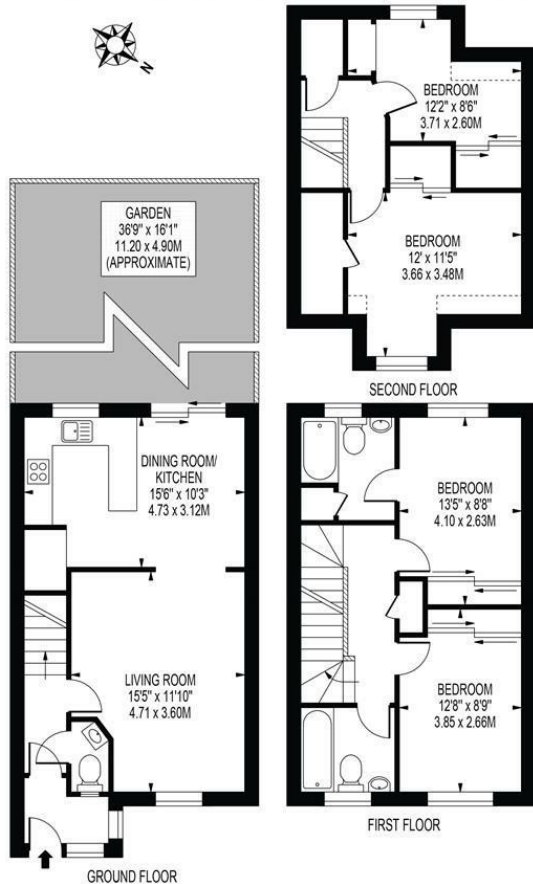 N
GARDEN
36'9" x 16'1"
11.20 x 4.90M
(APPROXIMATE)
DINING ROOM/
KITCHEN
15'6" x 10'3"
4.73 x 3.12M
LIVING ROOM
15'5" x 11'10"
4.71 x 3.60M
GROUND FLOOR
BEDROOM
12'2" x 8'6"
3.71 x 2.60M
BEDROOM
12' x 11'5"
3.66 x 3.48M
SECOND FLOOR
BEDROOM
13'5" x 8'8"
4.10 x 2.63M
BEDROOM
12'8" x 8'9"
3.85 x 2.66M
FIRST FLOOR